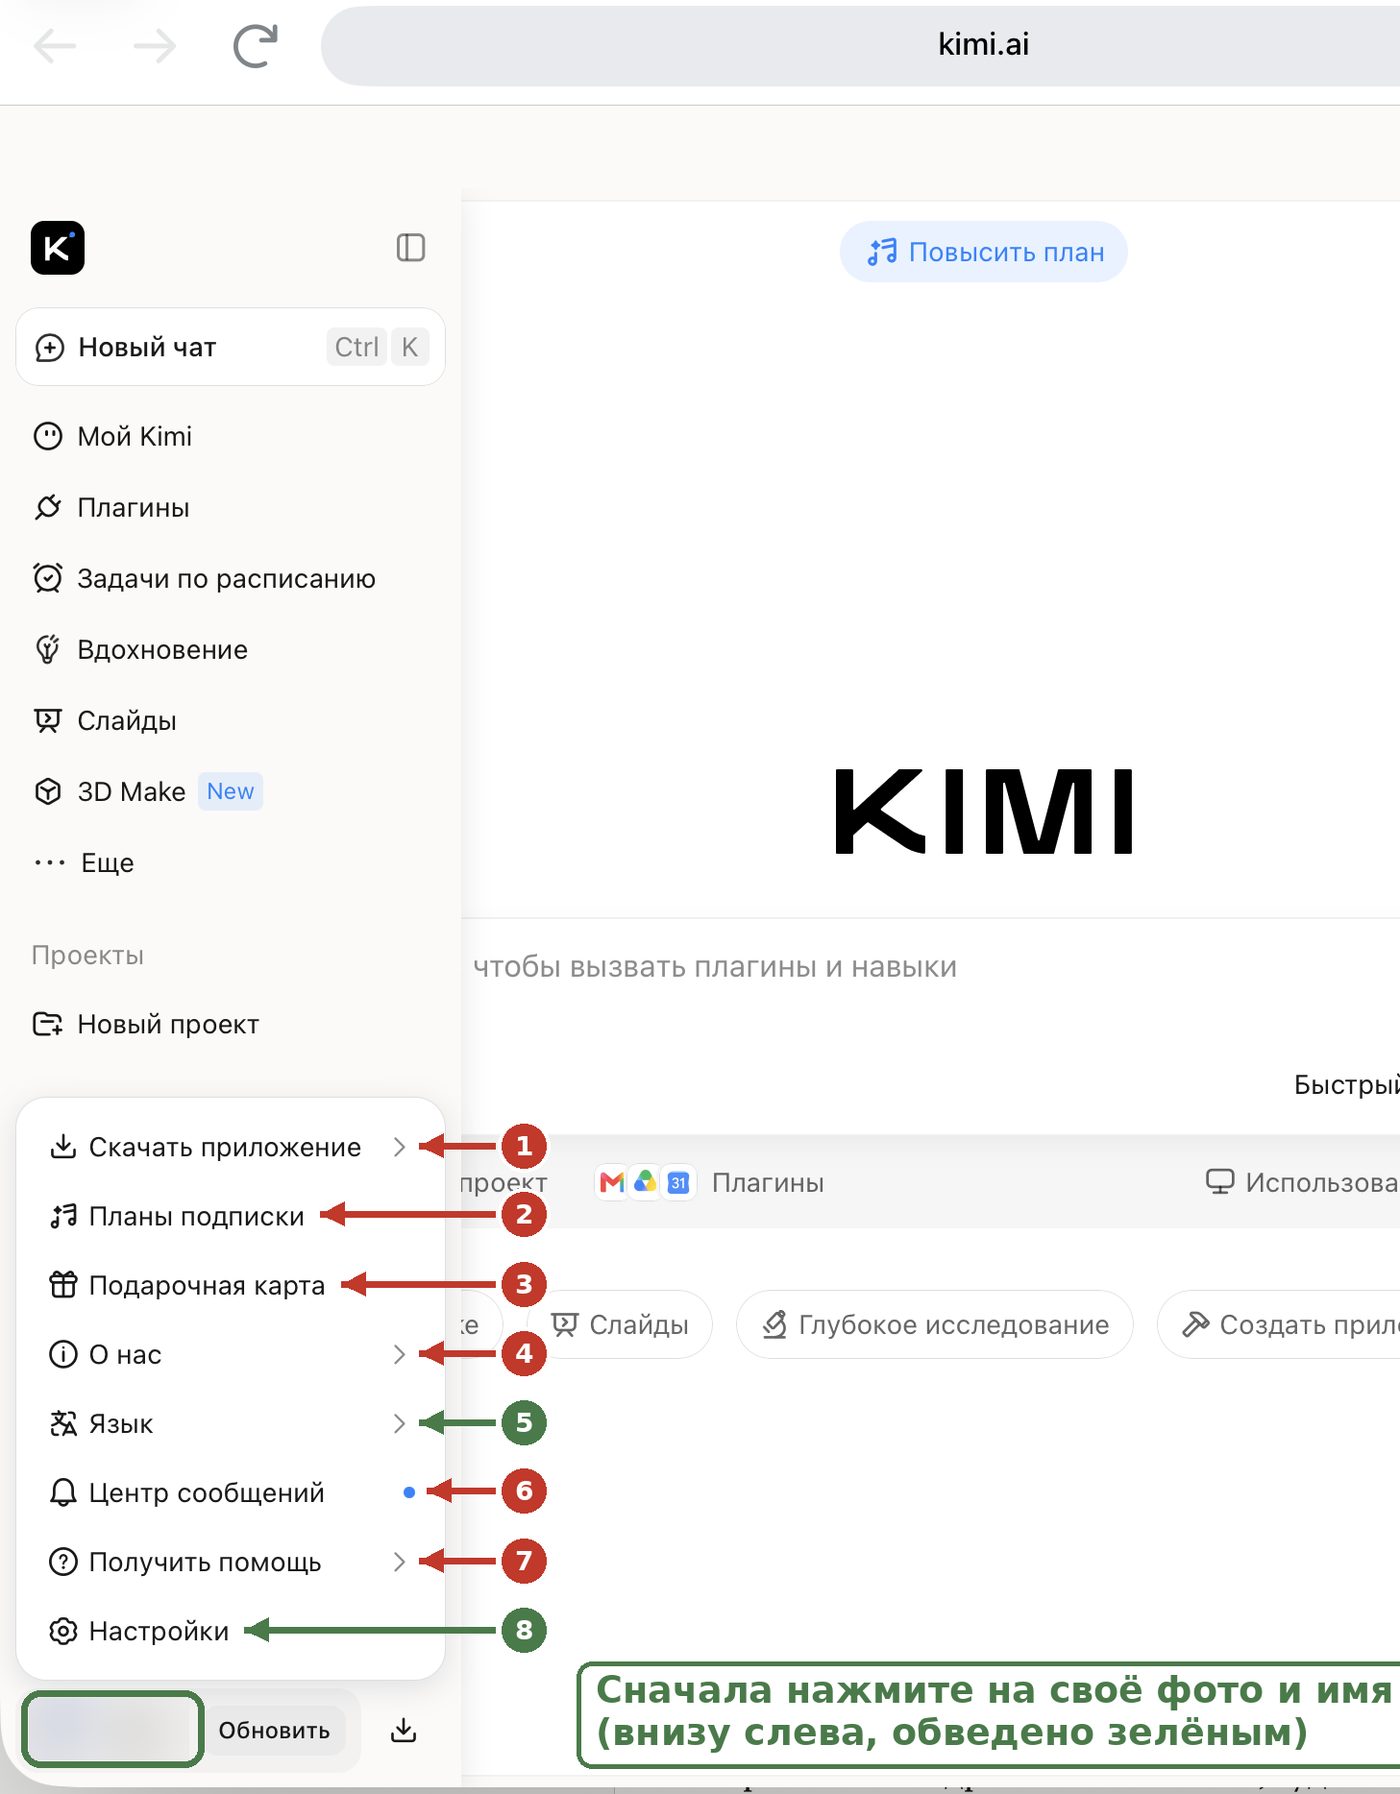 kimi.ai
Повысить план
Новый чат
Ctrl K
Мой Kimi
Плагины
Задачи по расписанию
Вдохновение
Слайды
3D Make New
Еще
KIMI
Проекты
чтобы вызвать плагины и навыки
Новый проект
Быстрый
Скачать приложение
1
проект
Плагины
Использова
Планы подписки
2
Подарочная карта
3
ке
Слайды
Глубокое исследование
Создать прил
О нас
4
Язык
5
Центр сообщений
6
Получить помощь
7
Настройки
8
Сначала нажмите на своё фото и имя
(внизу слева, обведено зелёным)
Обновить